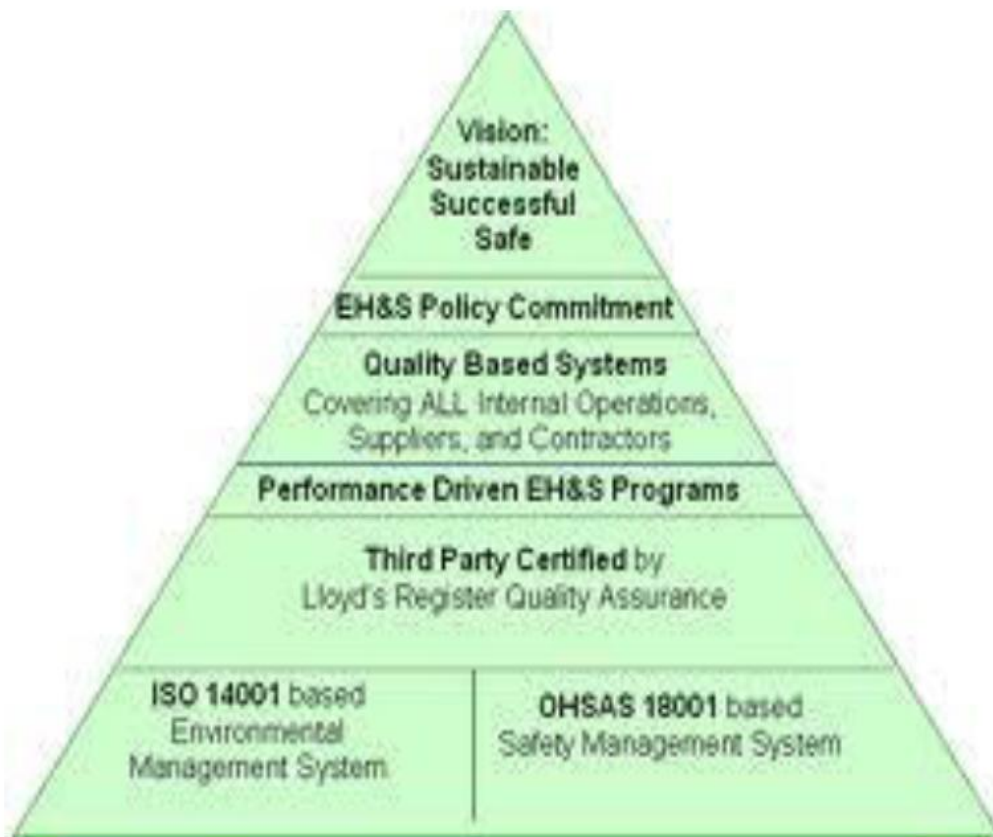 Vision:
Sustainable
Successful
Safe
EH&S Policy Commitment
Quality Based Systems
Covering ALL Internal Operations,
Suppliers, and Contractors
Performance Driven EH&S Programs
Third Party Certified by
Lloyd's Register Quality Assurance
ISO 14001 based
Environmental
Management System
OHSAS 18001 based
Safety Management System